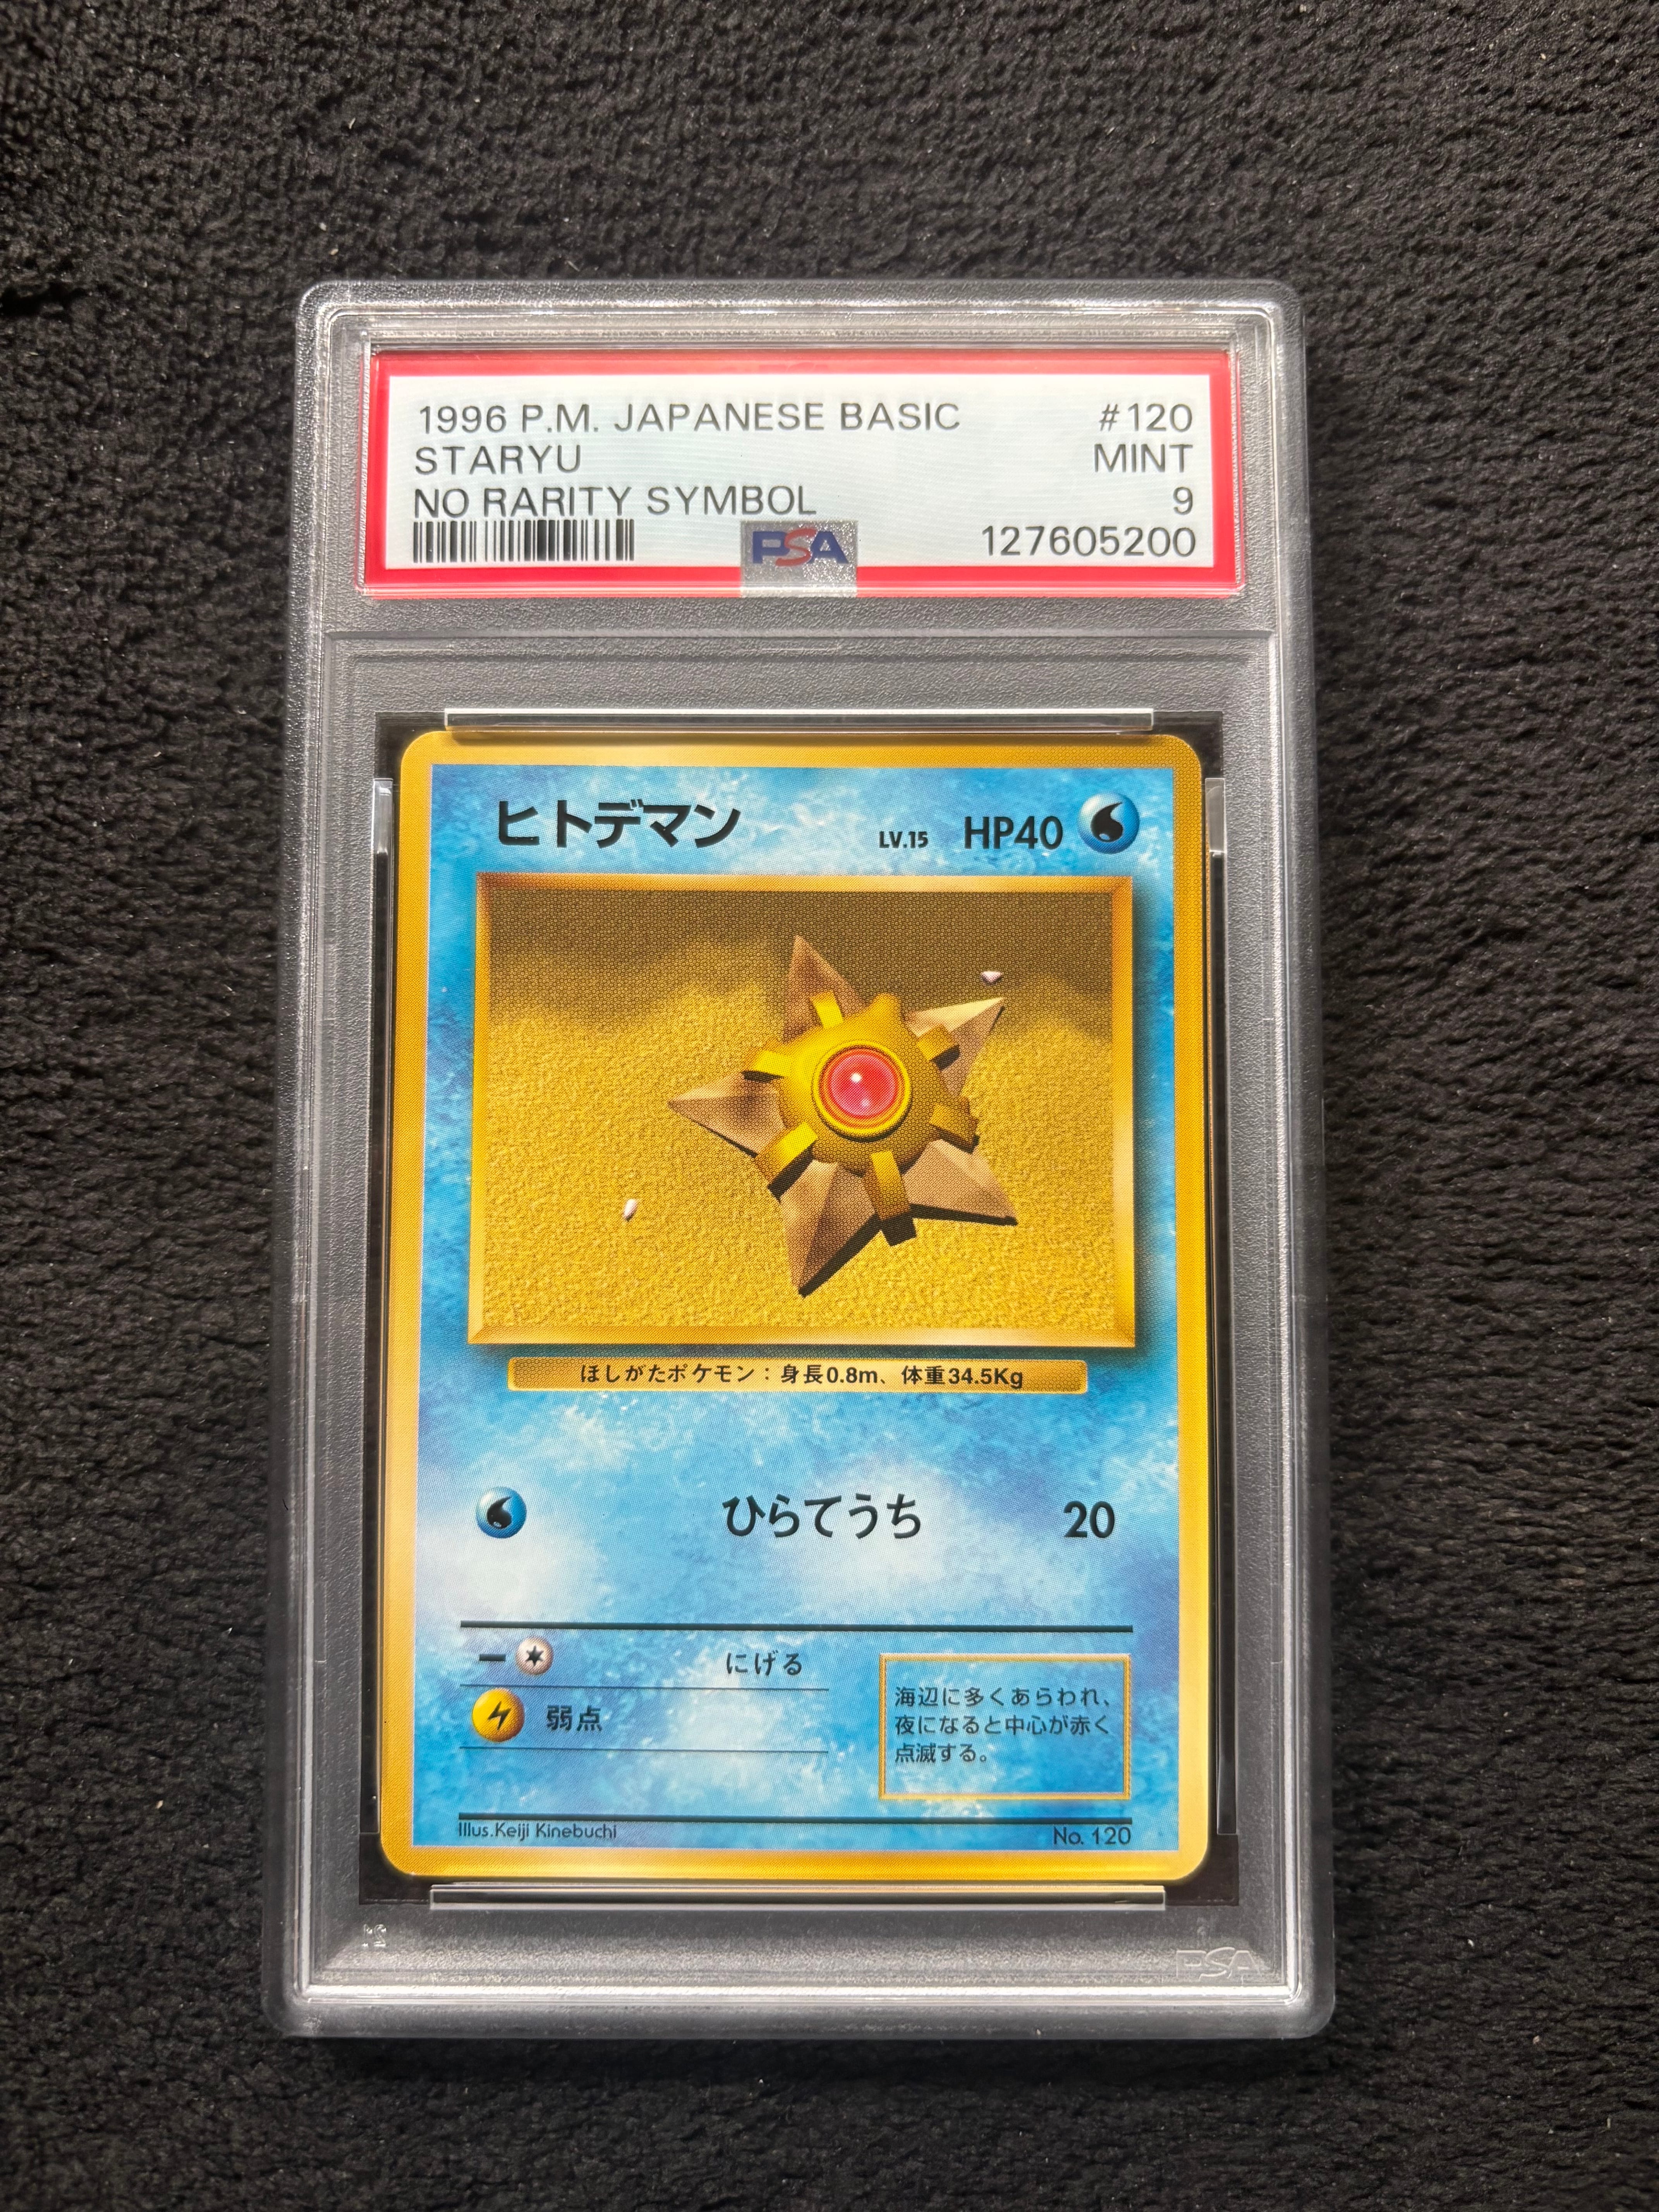 1996 P.M. JAPANESE BASIC #120
STARYU MINT
NO RARITY SYMBOL 9
PSA 127605200
ヒトデマン LV.15 HP40
ほしがたポケモン:身長0.8m、体重34.5Kg
ひらてうち 20
にげる
弱点
海辺に多くあらわれ、
夜になると中心が赤く
点滅する。
Illus.Keiji Kinebuchi No. 120
PSA